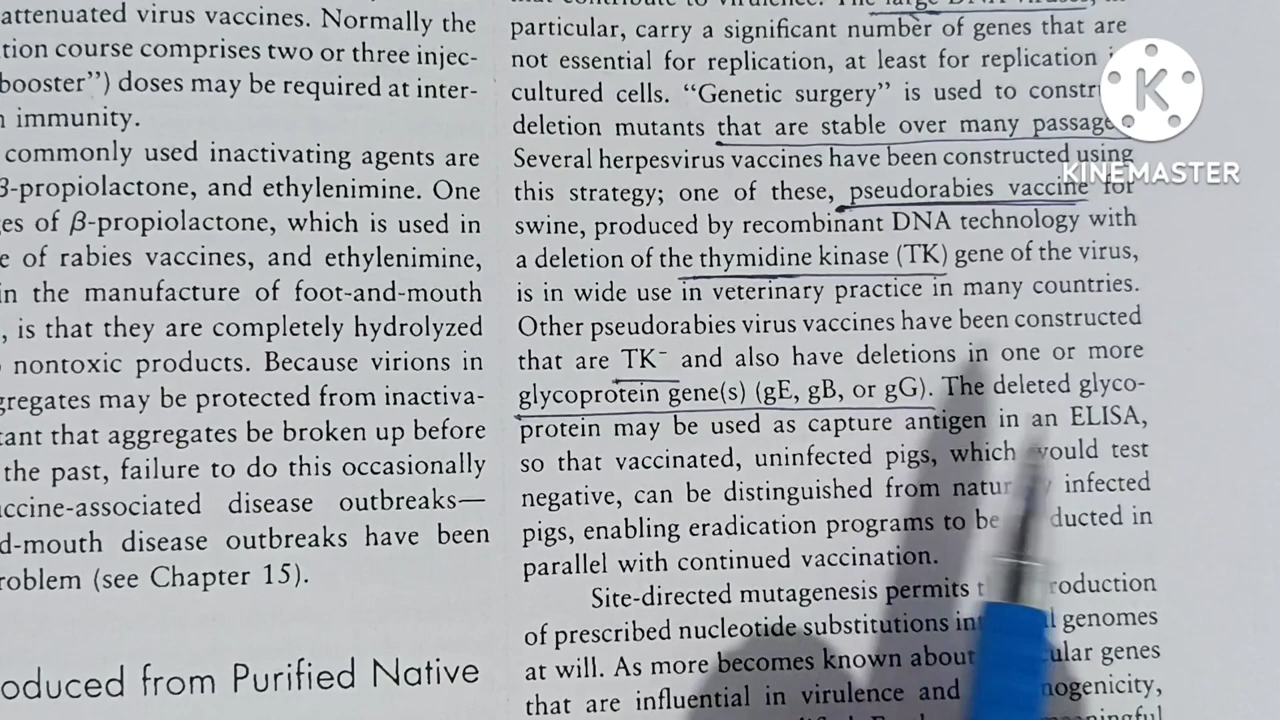 attenuated virus vaccines. Normally the
tion course comprises two or three injec-
booster") doses may be required at inter-
immunity.
commonly used inactivating agents are
β-propiolactone, and ethylenimine. One
es of β-propiolactone, which is used in
e of rabies vaccines, and ethylenimine,
in the manufacture of foot-and-mouth
, is that they are completely hydrolyzed
nontoxic products. Because virions in
gregates may be protected from inactiva-
tant that aggregates be broken up before
the past, failure to do this occasionally
accine-associated disease outbreaks—
d-mouth disease outbreaks have been
roblem (see Chapter 15).
oduced from Purified Native
particular, carry a significant number of genes that are
not essential for replication, at least for replication
cultured cells. "Genetic surgery" is used to constr
deletion mutants that are stable over many passage
Several herpesvirus vaccines have been constructed using
this strategy; one of these, pseudorabies vaccine for
swine, produced by recombinant DNA technology with
a deletion of the thymidine kinase (TK) gene of the virus,
is in wide use in veterinary practice in many countries.
Other pseudorabies virus vaccines have been constructed
that are TK⁻ and also have deletions in one or more
glycoprotein gene(s) (gE, gB, or gG). The deleted glyco-
protein may be used as capture antigen in an ELISA,
so that vaccinated, uninfected pigs, which would test
negative, can be distinguished from natur infected
pigs, enabling eradication programs to be ducted in
parallel with continued vaccination.
Site-directed mutagenesis permits t roduction
of prescribed nucleotide substitutions in l genomes
at will. As more becomes known about ular genes
that are influential in virulence and nogenicity,
K
KINEMASTER